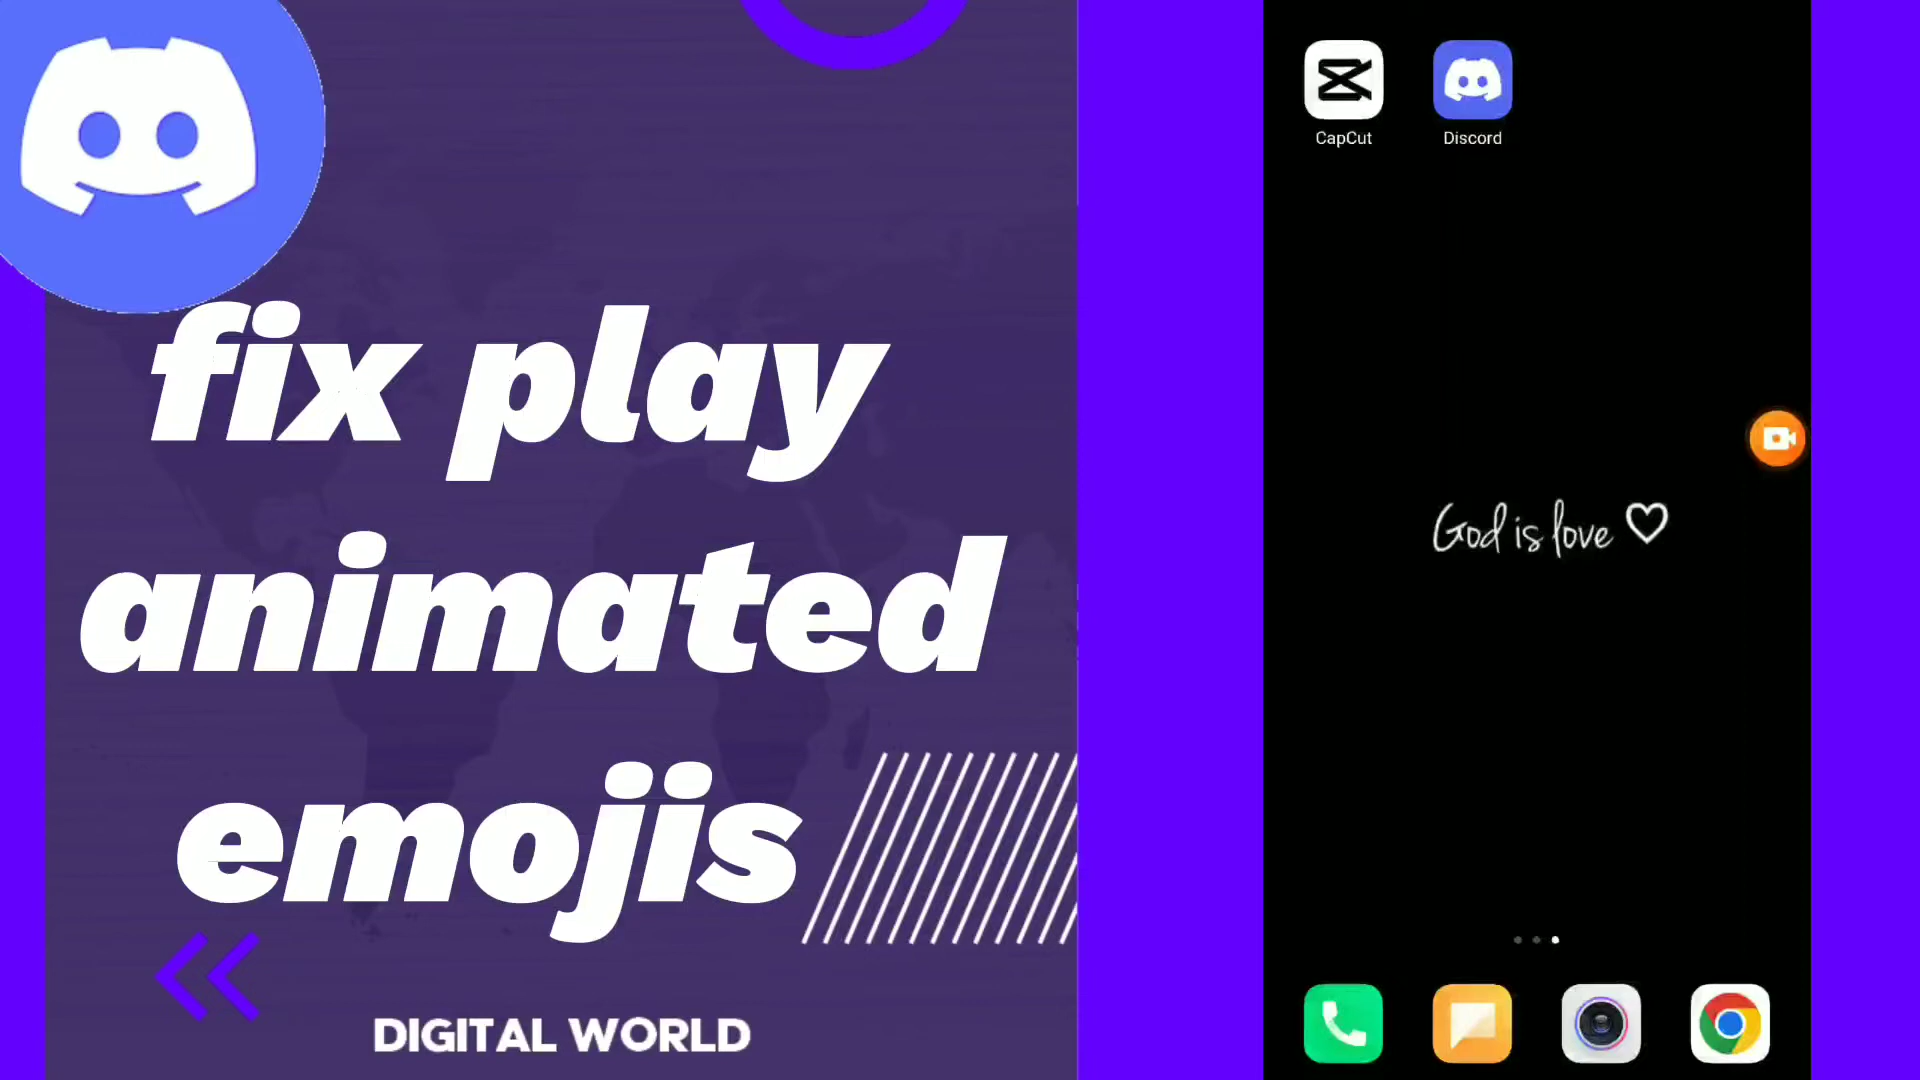 fix play
animated
emojis
DIGITAL WORLD
CapCut
Discord
God is love